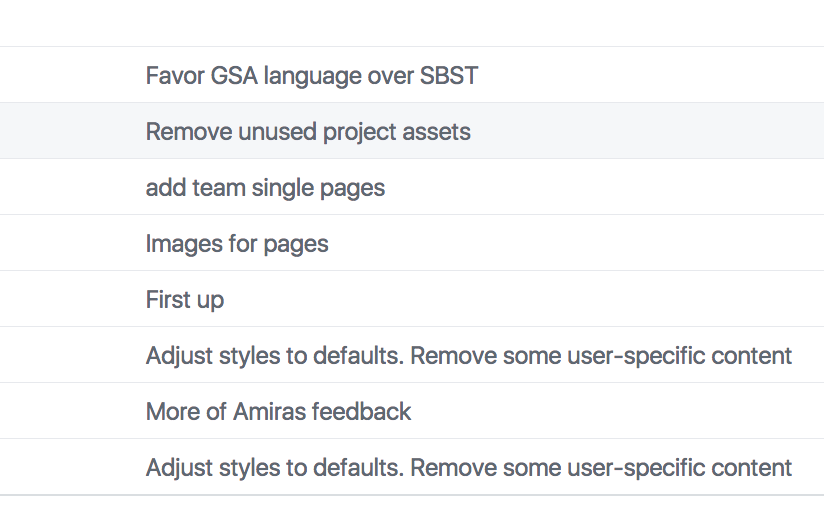 Favor GSA language over SBST
Remove unused project assets
add team single pages
Images for pages
First up
Adjust styles to defaults. Remove some user-specific content
More of Amiras feedback
Adjust styles to defaults. Remove some user-specific content